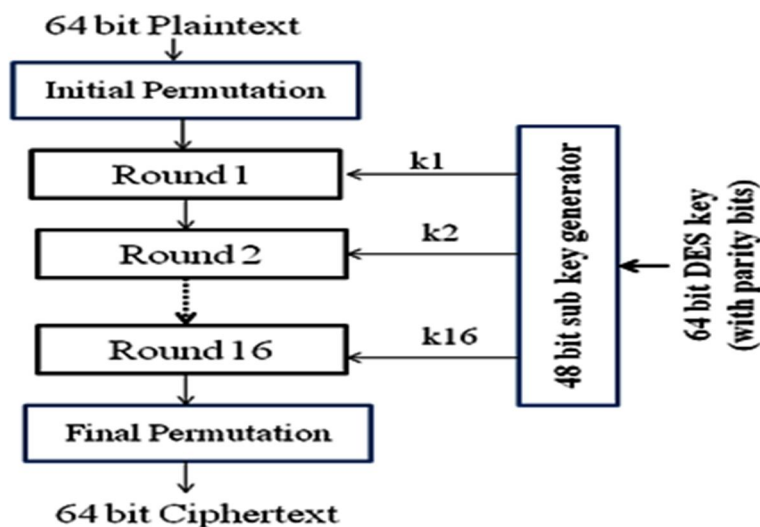 64 bit Plaintext
Initial Permutation
Round 1
k1
Round 2
k2
Round 16
k16
Final Permutation
64 bit Ciphertext
48 bit sub key generator
64 bit DES key
(with parity bits)